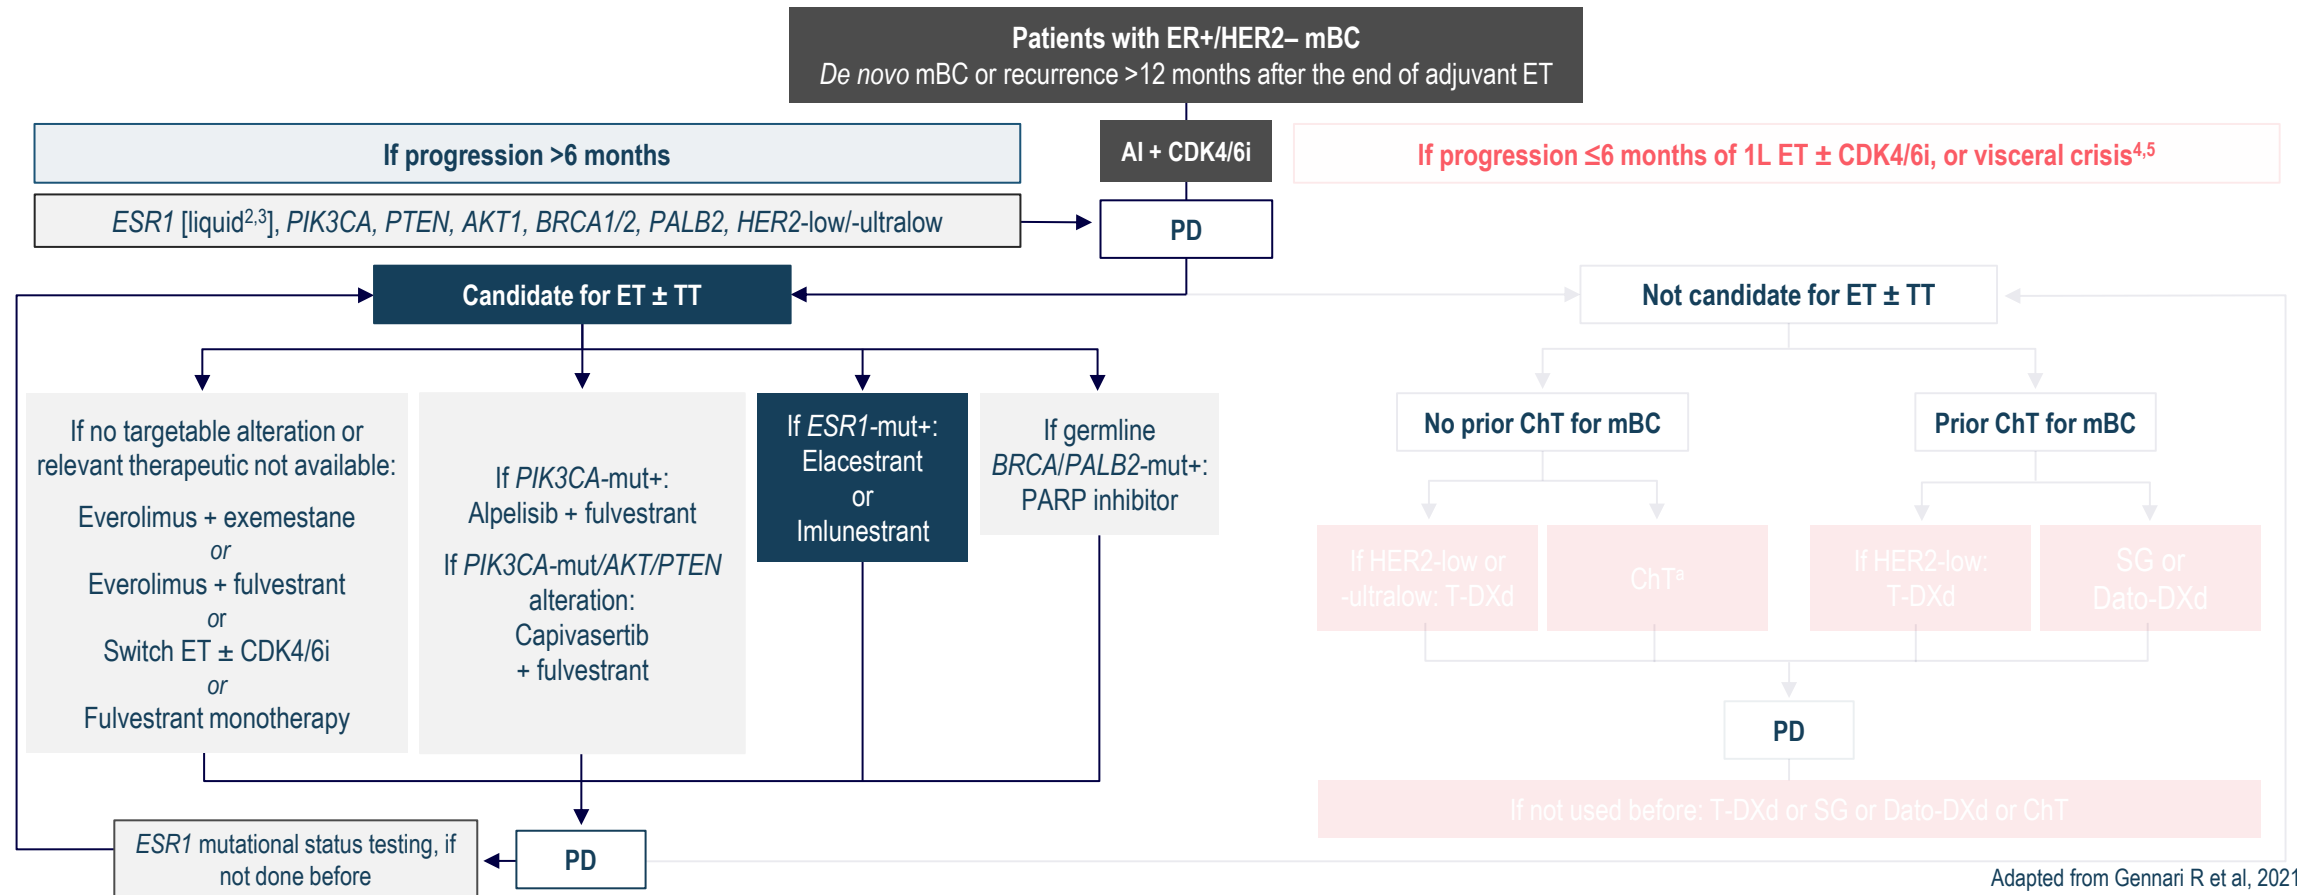 Patients with ER+/HER2– mBC
De novo mBC or recurrence >12 months after the end of adjuvant ET
If progression >6 months
AI + CDK4/6i
If progression ≤6 months of 1L ET ± CDK4/6i, or visceral crisis4,5
ESR1 [liquid2,3], PIK3CA, PTEN, AKT1, BRCA1/2, PALB2, HER2-low/-ultralow
PD
Candidate for ET ± TT
Not candidate for ET ± TT
If no targetable alteration or
relevant therapeutic not available:
Everolimus + exemestane
or
Everolimus + fulvestrant
or
Switch ET ± CDK4/6i
or
Fulvestrant monotherapy
If PIK3CA-mut+:
Alpelisib + fulvestrant
If PIK3CA-mut/AKT/PTEN
alteration:
Capivasertib
+ fulvestrant
If ESR1-mut+:
Elacestrant
or
Imlunestrant
If germline
BRCA/PALB2-mut+:
PARP inhibitor
No prior ChT for mBC
Prior ChT for mBC
If HER2-low or
-ultralow: T-DXd
ChTa
If HER2-low:
T-DXd
SG or
Dato-DXd
PD
If not used before: T-DXd or SG or Dato-DXd or ChT
ESR1 mutational status testing, if
not done before
PD
Adapted from Gennari R et al, 2021